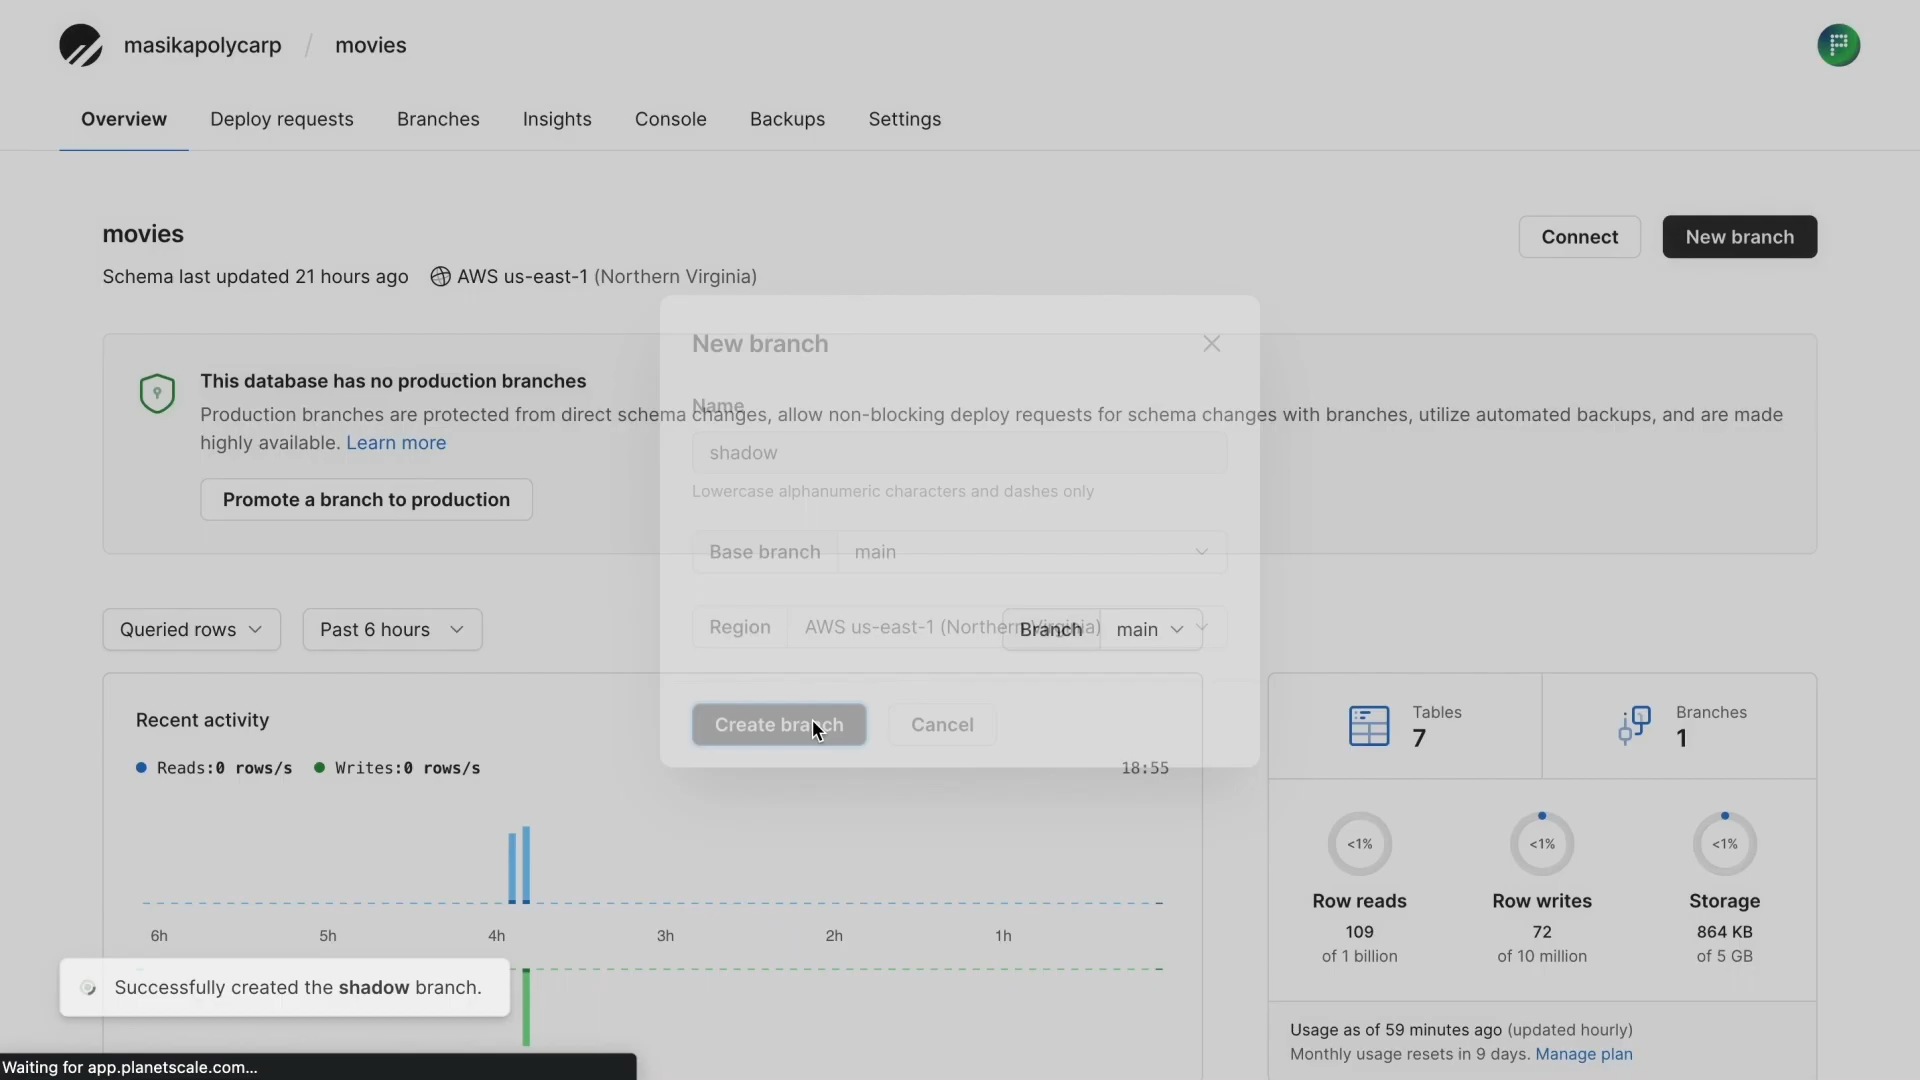 masikapolycarp / movies
Overview Deploy requests Branches Insights Console Backups Settings
movies
Connect New branch
Schema last updated 21 hours ago AWS us-east-1 (Northern Virginia)
This database has no production branches
Production branches are protected from direct schema changes, allow non-blocking deploy requests for schema changes with branches, utilize automated backups, and are made
highly available. Learn more
Promote a branch to production
New branch
Name
shadow
Lowercase alphanumeric characters and dashes only
Base branch main
Region AWS us-east-1 (Northern Virginia)
Create branch Cancel
Queried rows Past 6 hours Branch main
Recent activity
Reads:0 rows/s Writes:0 rows/s 18:55
6h 5h 4h 3h 2h 1h
Tables
7
Branches
1
<1% <1% <1%
Row reads Row writes Storage
109 72 864 KB
of 1 billion of 10 million of 5 GB
Usage as of 59 minutes ago (updated hourly)
Monthly usage resets in 9 days. Manage plan
Successfully created the shadow branch.
Waiting for app.planetscale.com...